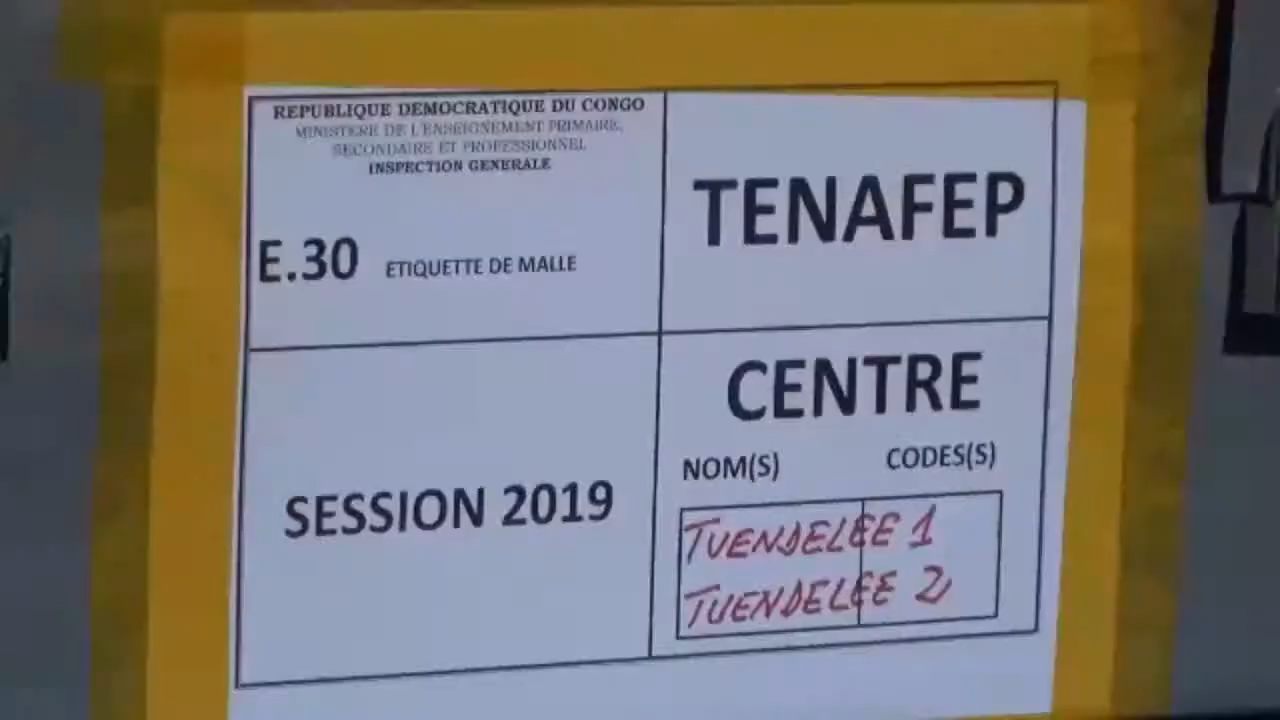 REPUBLIQUE DEMOCRATIQUE DU CONGO
MINISTERE DE L'ENSEIGNEMENT PRIMAIRE,
SECONDAIRE ET PROFESSIONNEL
INSPECTION GENERALE
E.30 ETIQUETTE DE MALLE
TENAFEP
SESSION 2019
CENTRE
NOM(S) CODES(S)
TUENDELEE 1
TUENDELEE 2